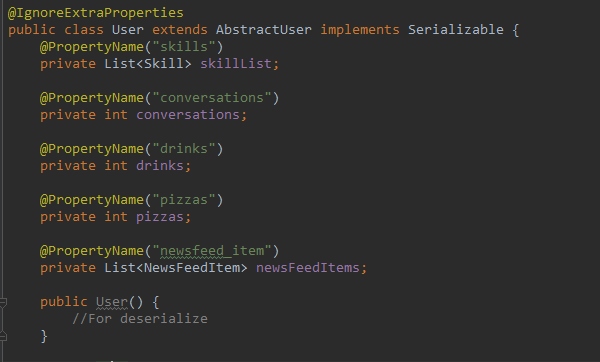 @IgnoreExtraProperties
public class User extends AbstractUser implements Serializable {
@PropertyName("skills")
private List<Skill> skillList;
@PropertyName("conversations")
private int conversations;
@PropertyName("drinks")
private int drinks;
@PropertyName("pizzas")
private int pizzas;
@PropertyName("newsfeed_item")
private List<NewsFeedItem> newsFeedItems;
public User() {
//For deserialize
}